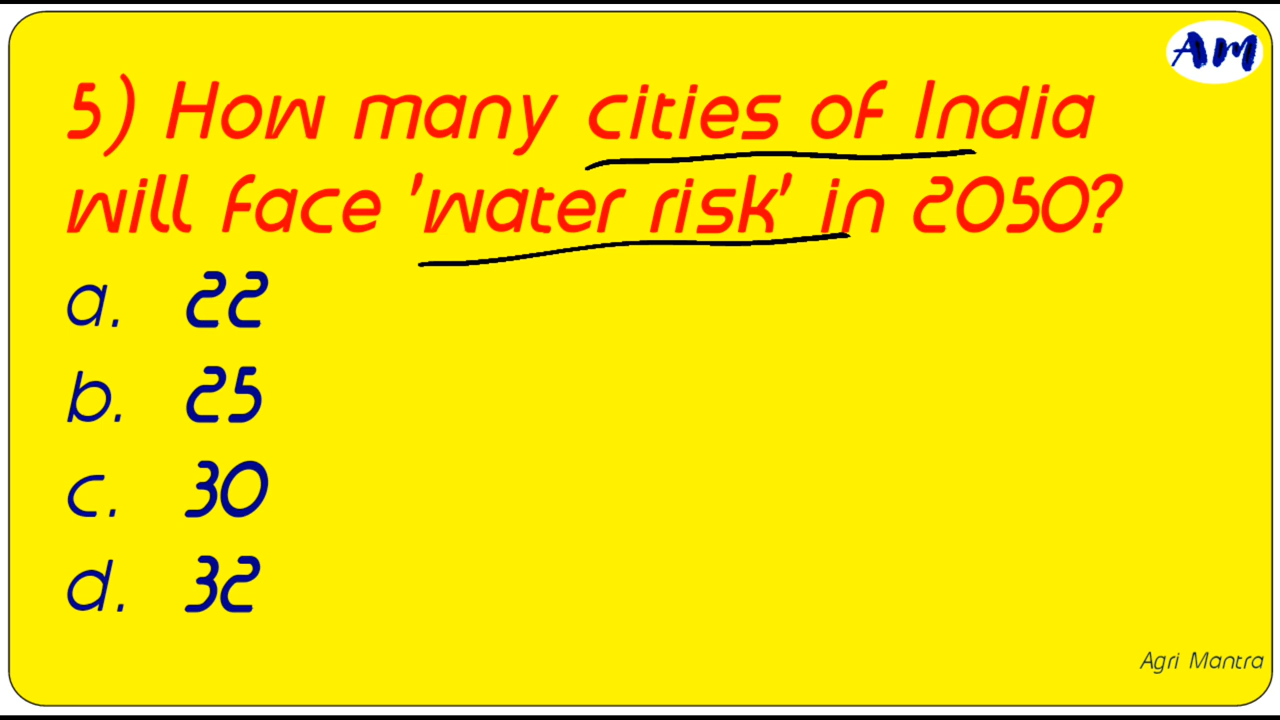 AM
5) How many cities of India
will face 'water risk' in 2050?
a. 22
b. 25
c. 30
d. 32
Agri Mantra